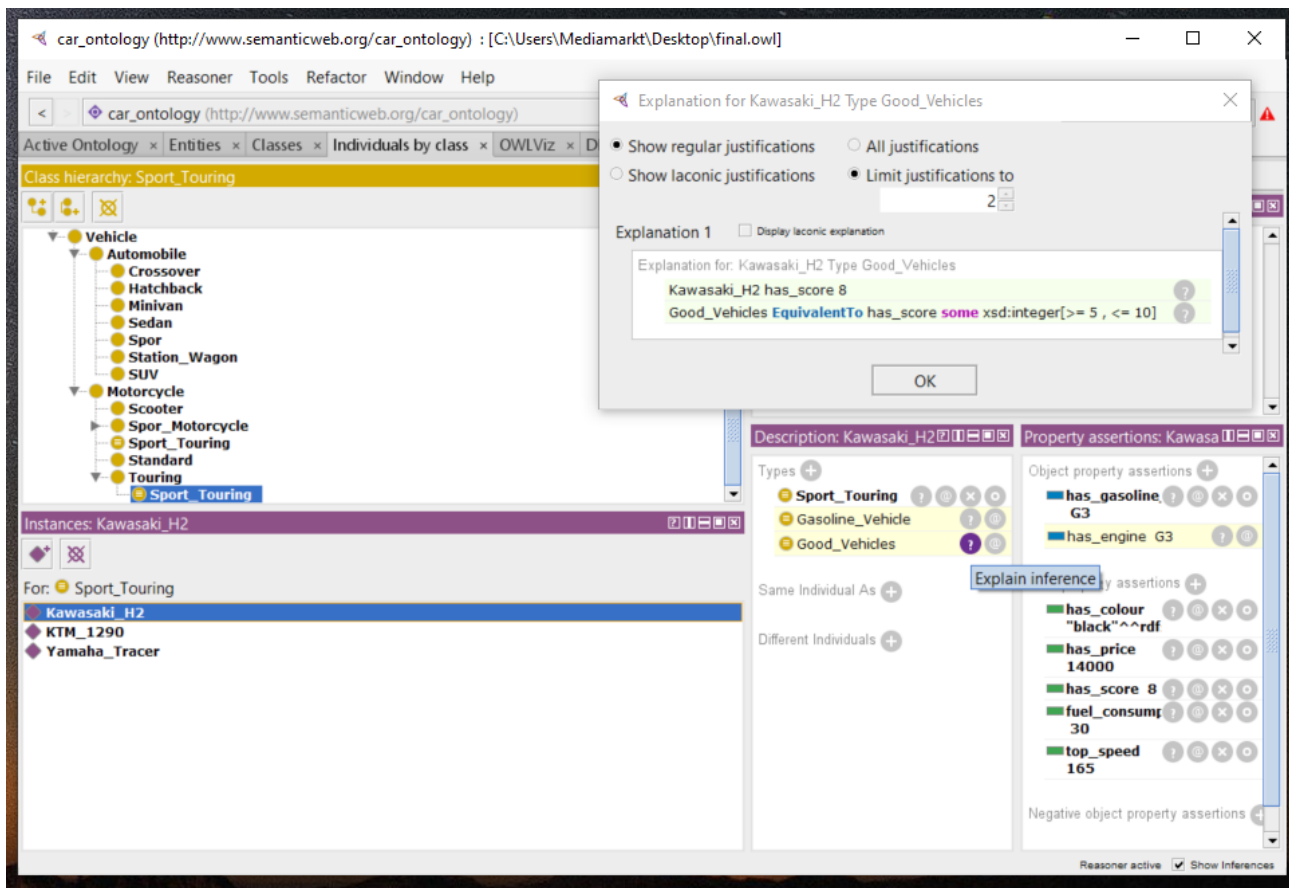 car_ontology (http://www.semanticweb.org/car_ontology) : [C:\Users\Mediamarkt\Desktop\final.owl]
File Edit View Reasoner Tools Refactor Window Help
< > car_ontology (http://www.semanticweb.org/car_ontology)
Active Ontology × Entities × Classes × Individuals by class × OWLViz × D
Class hierarchy: Sport_Touring
Vehicle
Automobile
Crossover
Hatchback
Minivan
Sedan
Spor
Station_Wagon
SUV
Motorcycle
Scooter
Spor_Motorcycle
Sport_Touring
Standard
Touring
Sport_Touring
Instances: Kawasaki_H2
For: Sport_Touring
Kawasaki_H2
KTM_1290
Yamaha_Tracer
Explanation for Kawasaki_H2 Type Good_Vehicles
Show regular justifications All justifications
Show laconic justifications Limit justifications to
2
Explanation 1 Display laconic explanation
Explanation for: Kawasaki_H2 Type Good_Vehicles
Kawasaki_H2 has_score 8
Good_Vehicles EquivalentTo has_score some xsd:integer[>= 5 , <= 10]
OK
Description: Kawasaki_H2
Types
Sport_Touring
Gasoline_Vehicle
Good_Vehicles
Explain inference
Same Individual As
Different Individuals
Property assertions: Kawasa
Object property assertions
has_gasoline_
G3
has_engine G3
y assertions
has_colour
"black"^^rdf
has_price
14000
has_score 8
fuel_consump
30
top_speed
165
Negative object property assertions
Reasoner active Show Inferences